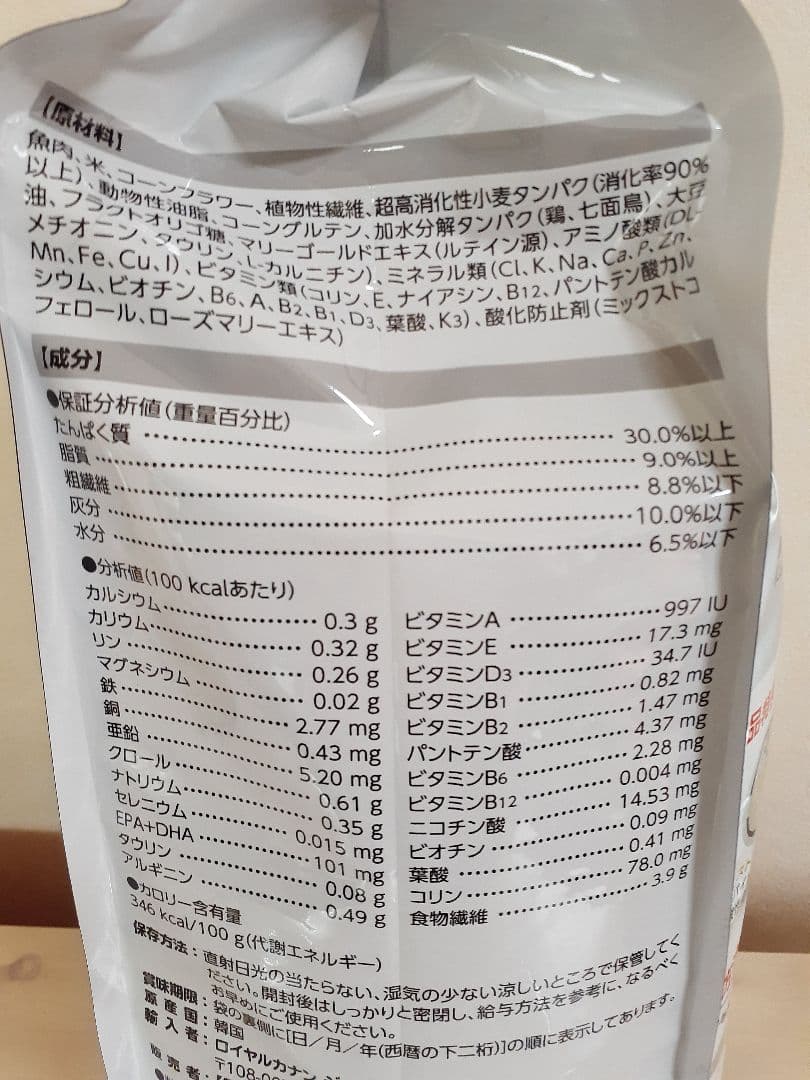 【原材料】
魚肉、米、コーンフラワー、植物性繊維、超高消化性小麦タンパク(消化率90%
以上)、動物性油脂、コーングルテン、加水分解タンパク(鶏、七面鳥)、大豆
油、フラクトオリゴ糖、マリーゴールドエキス(ルテイン源)、アミノ酸類(DL-
メチオニン、タウリン、L-カルニチン)、ミネラル類(Cl、K、Na、Ca、P、Zn、
Mn、Fe、Cu、I)、ビタミン類(コリン、E、ナイアシン、B12、パントテン酸カル
シウム、ビオチン、B6、A、B2、B1、D3、葉酸、K3)、酸化防止剤(ミックストコ
フェロール、ローズマリーエキス)
【成分】
●保証分析値(重量百分比)
たんぱく質 30.0%以上
脂質 9.0%以上
粗繊維 8.8%以下
灰分 10.0%以下
水分 6.5%以下
●分析値(100 kcalあたり)
カルシウム 0.3 g
カリウム 0.32 g
リン 0.26 g
マグネシウム 0.02 g
鉄 2.77 mg
銅 0.43 mg
亜鉛 5.20 mg
クロール 0.61 g
ナトリウム 0.35 g
セレニウム 0.015 mg
EPA+DHA 101 mg
タウリン 0.08 g
アルギニン 0.49 g
ビタミンA 997 IU
ビタミンE 17.3 mg
ビタミンD3 34.7 IU
ビタミンB1 0.82 mg
ビタミンB2 1.47 mg
パントテン酸 4.37 mg
ビタミンB6 2.28 mg
ビタミンB12 0.004 mg
ニコチン酸 14.53 mg
ビオチン 0.09 mg
葉酸 0.41 mg
コリン 78.0 mg
食物繊維 3.9 g
●カロリー含有量
346 kcal/100 g(代謝エネルギー)
保存方法:直射日光の当たらない、湿気の少ない涼しいところで保管してく
ださい。開封後はしっかりと密閉し、給与方法を参考に、なるべく
お早めにご使用ください。
賞味期限:袋の裏側に[日/月/年(西暦の下二桁)]の順に表示してあります。
原産国:韓国
輸入者:ロイヤルカナン
〒108-00
販売者: